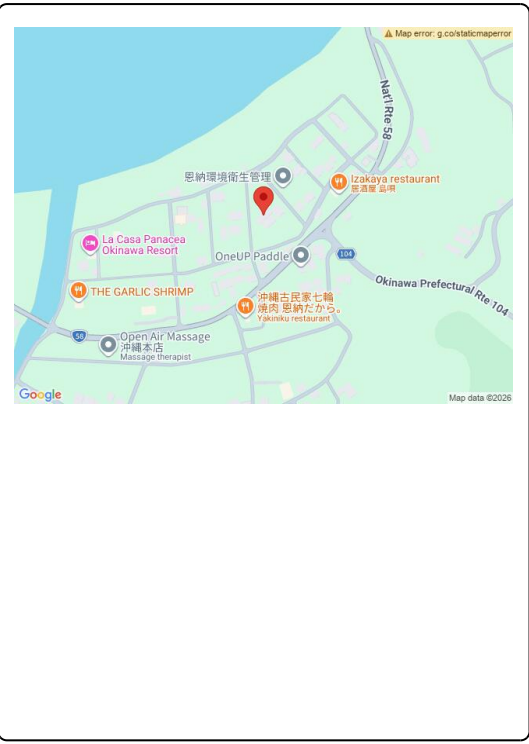 Map error: g.co/staticmaperror
Nat'l Rte 58
恩納環境衛生管理
Izakaya restaurant
居酒屋 島唄
La Casa Panacea
Okinawa Resort
OneUP Paddle
104
Okinawa Prefectural Rte 104
THE GARLIC SHRIMP
沖縄古民家七輪
焼肉 恩納だから。
Yakiniku restaurant
58
Open Air Massage
沖縄本店
Massage therapist
Google
Map data ©2026